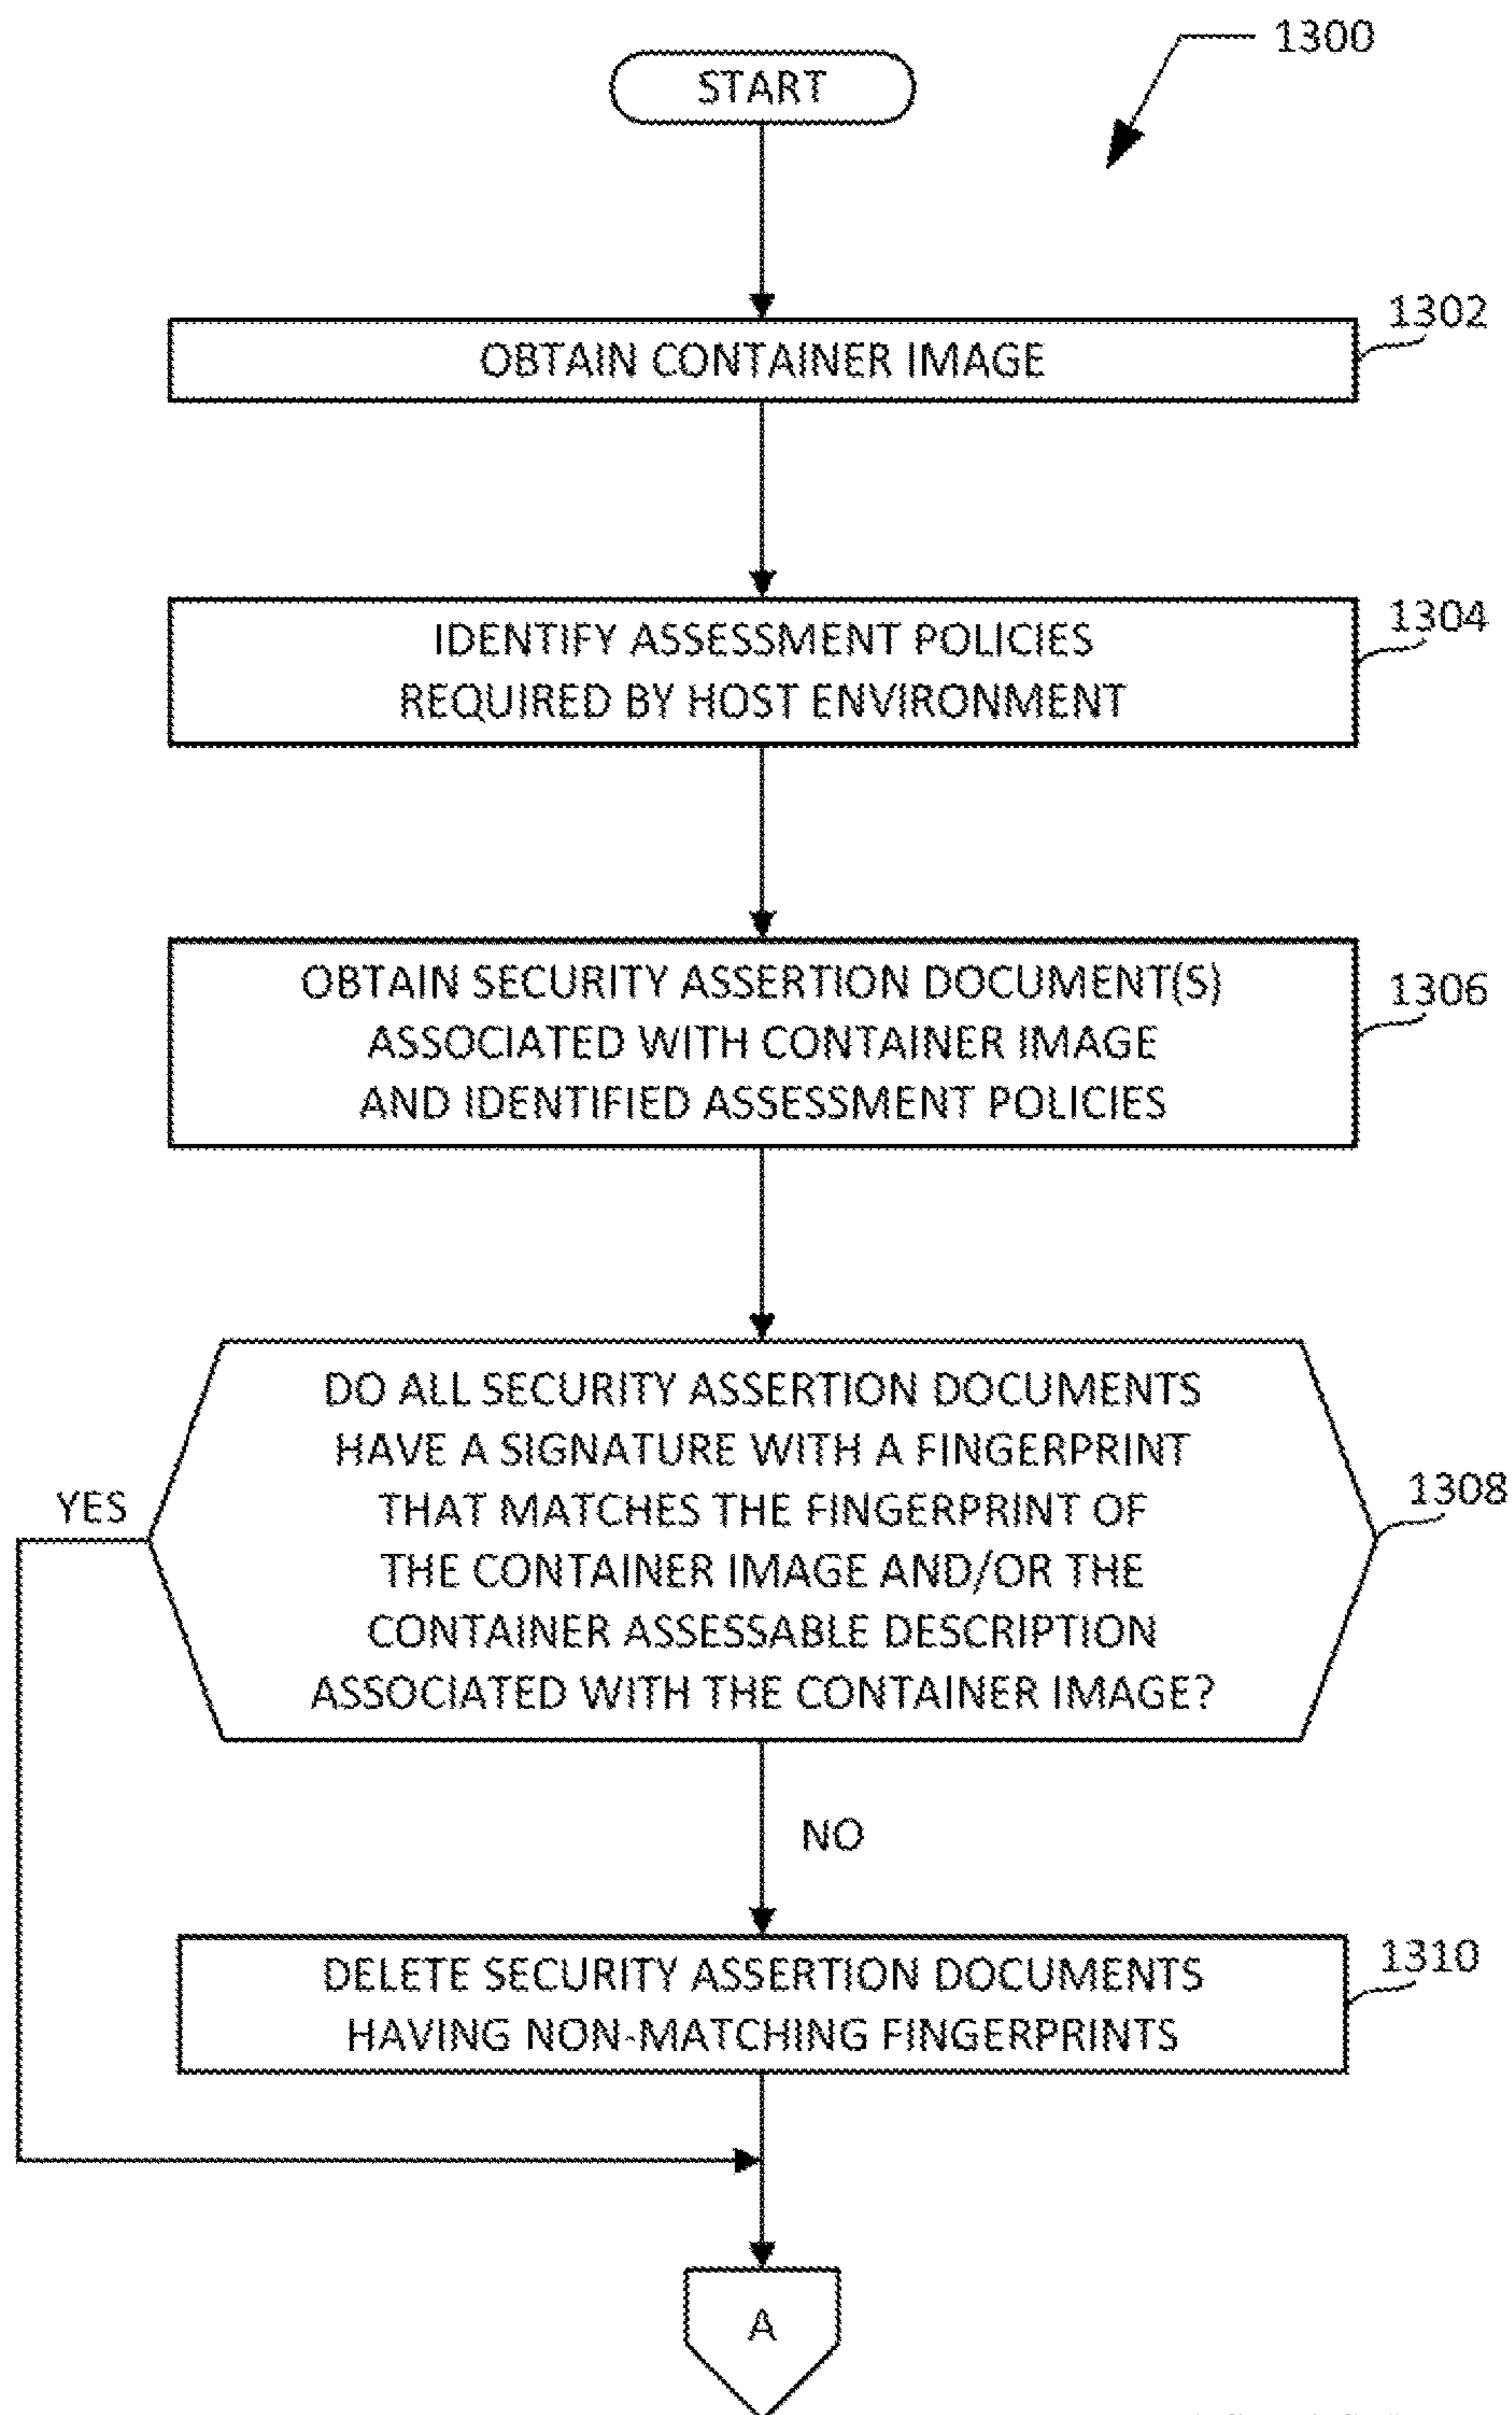 1300
START
1302
OBTAIN CONTAINER IMAGE
1304
IDENTIFY ASSESSMENT POLICIES
REQUIRED BY HOST ENVIRONMENT
1306
OBTAIN SECURITY ASSERTION DOCUMENT(S)
ASSOCIATED WITH CONTAINER IMAGE
AND IDENTIFIED ASSESSMENT POLICIES
DO ALL SECURITY ASSERTION DOCUMENTS
HAVE A SIGNATURE WITH A FINGERPRINT
THAT MATCHES THE FINGERPRINT OF
THE CONTAINER IMAGE AND/OR THE
CONTAINER ASSESSABLE DESCRIPTION
ASSOCIATED WITH THE CONTAINER IMAGE?
1308
YES
NO
1310
DELETE SECURITY ASSERTION DOCUMENTS
HAVING NON-MATCHING FINGERPRINTS
A